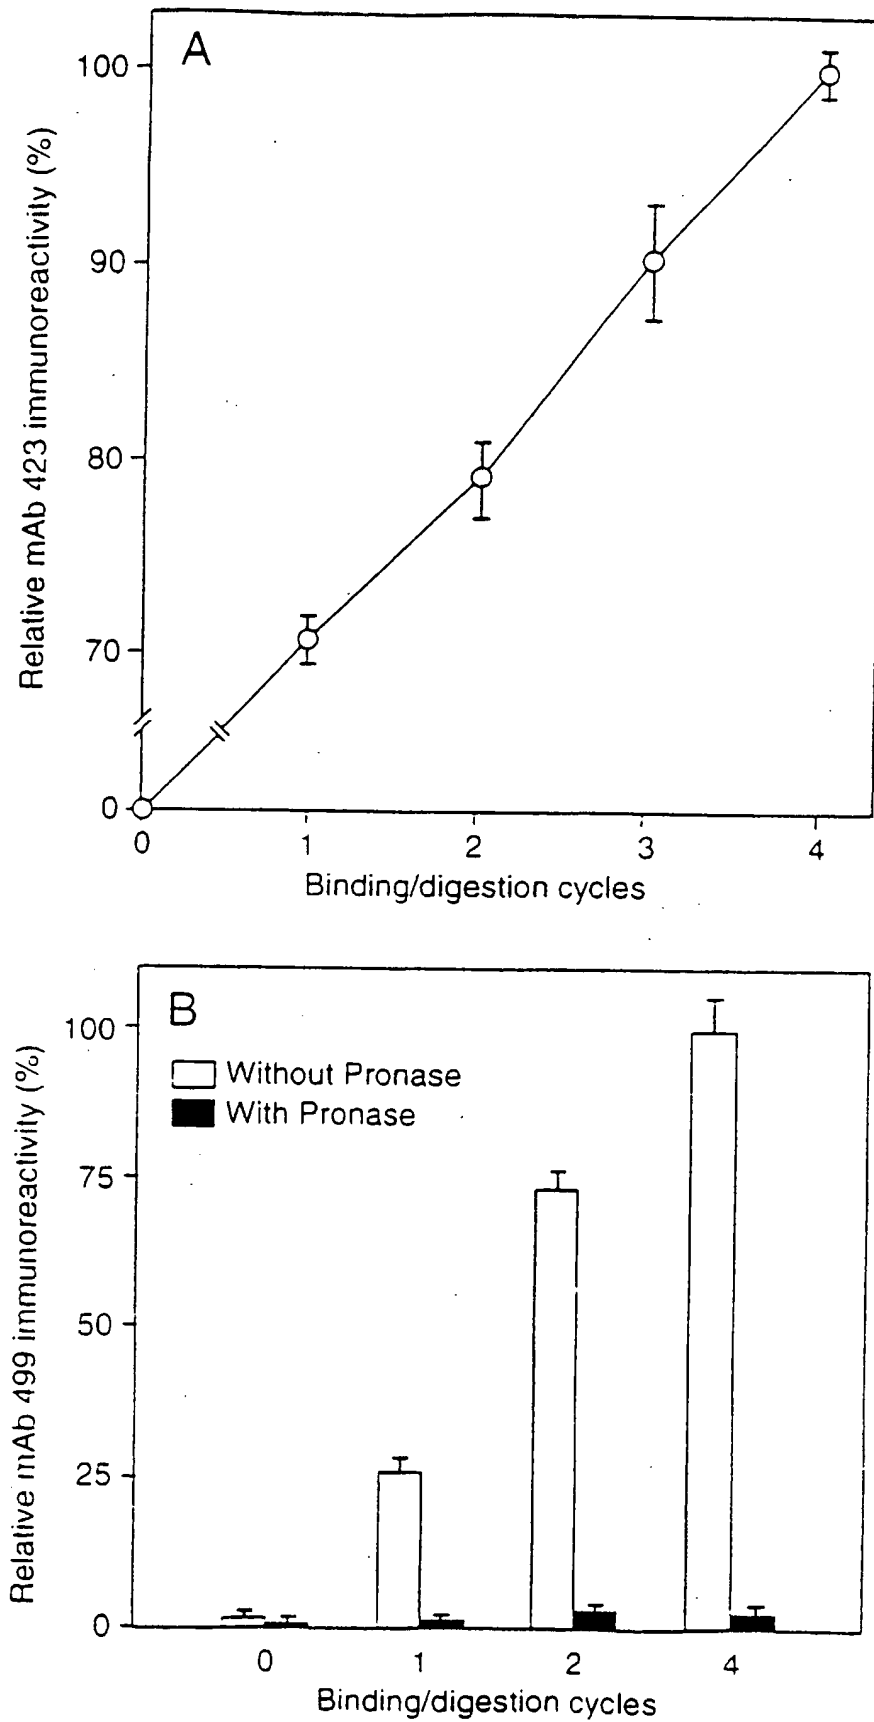 A
100
90
80
70
0
Relative mAb 423 immunoreactivity (%)
0 1 2 3 4
Binding/digestion cycles
B
100
75
50
25
0
Without Pronase
With Pronase
Relative mAb 499 immunoreactivity (%)
0 1 2 4
Binding/digestion cycles